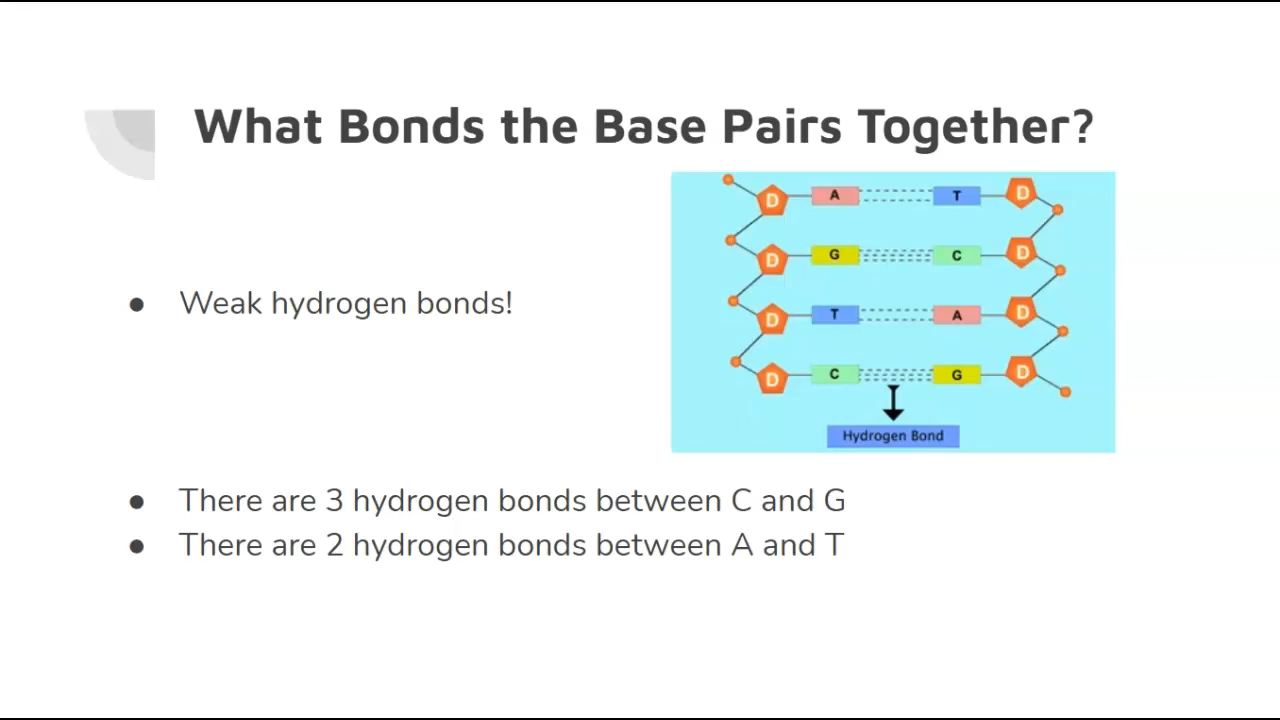 What Bonds the Base Pairs Together?
D A T D
D G C D
● Weak hydrogen bonds!
D T A D
D C G D
Hydrogen Bond
● There are 3 hydrogen bonds between C and G
● There are 2 hydrogen bonds between A and T